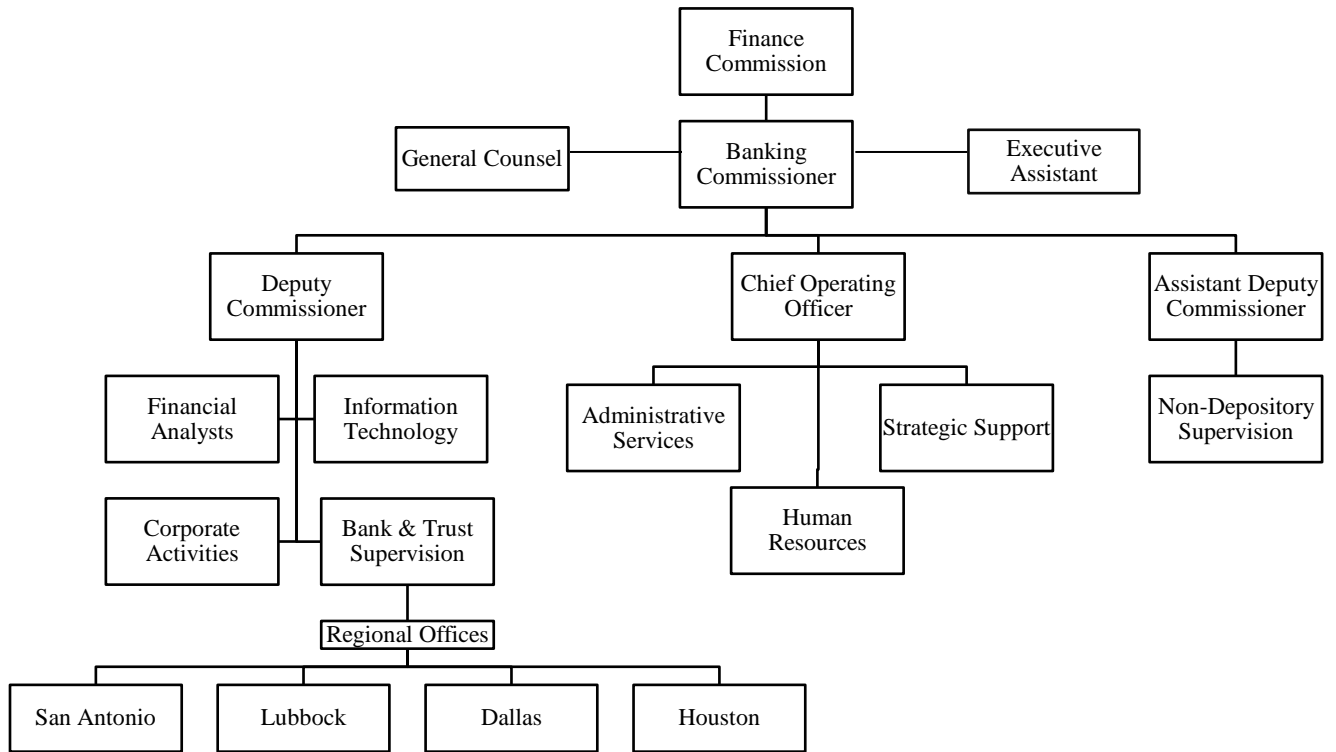 Finance
Commission
General Counsel
Banking
Commissioner
Executive
Assistant
Deputy
Commissioner
Chief Operating
Officer
Assistant Deputy
Commissioner
Financial
Analysts
Information
Technology
Administrative
Services
Strategic Support
Non-Depository
Supervision
Corporate
Activities
Bank & Trust
Supervision
Human
Resources
Regional Offices
San Antonio
Lubbock
Dallas
Houston